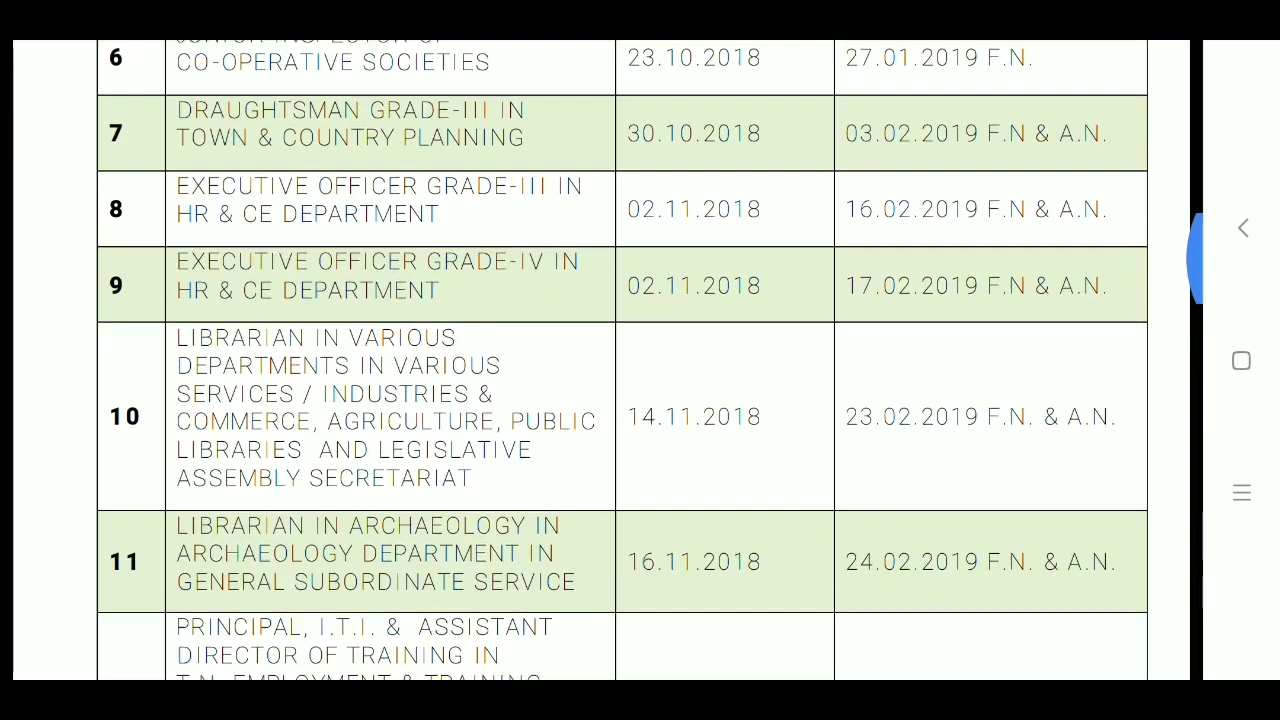 6
CO-OPERATIVE SOCIETIES
23.10.2018
27.01.2019 F.N.
7
DRAUGHTSMAN GRADE-III IN
TOWN & COUNTRY PLANNING
30.10.2018
03.02.2019 F.N & A.N.
8
EXECUTIVE OFFICER GRADE-III IN
HR & CE DEPARTMENT
02.11.2018
16.02.2019 F.N & A.N.
9
EXECUTIVE OFFICER GRADE-IV IN
HR & CE DEPARTMENT
02.11.2018
17.02.2019 F.N & A.N.
10
LIBRARIAN IN VARIOUS
DEPARTMENTS IN VARIOUS
SERVICES / INDUSTRIES &
COMMERCE, AGRICULTURE, PUBLIC
LIBRARIES AND LEGISLATIVE
ASSEMBLY SECRETARIAT
14.11.2018
23.02.2019 F.N. & A.N.
11
LIBRARIAN IN ARCHAEOLOGY IN
ARCHAEOLOGY DEPARTMENT IN
GENERAL SUBORDINATE SERVICE
16.11.2018
24.02.2019 F.N. & A.N.
PRINCIPAL, I.T.I. & ASSISTANT
DIRECTOR OF TRAINING IN
T.N. EMPLOYMENT & TRAINING